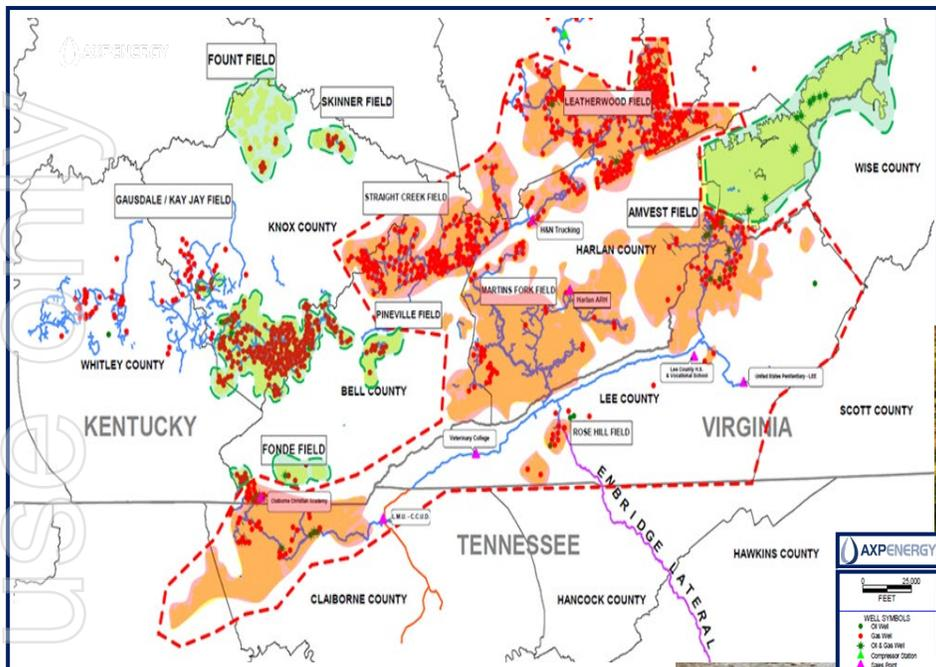 AXPENERGY
FOUNT FIELD
SKINNER FIELD
LEATHERWOOD FIELD
WISE COUNTY
GAUSDALE / KAY JAY FIELD
STRAIGHT CREEK FIELD
KNOX COUNTY
AMVEST FIELD
H&N Trucking
HARLAN COUNTY
MARTINS FORK FIELD
Harlan ARH
PINEVILLE FIELD
WHITLEY COUNTY
Lee County H.S.
& Vocational School
United States Penitentiary - LEE
BELL COUNTY
LEE COUNTY
SCOTT COUNTY
KENTUCKY
VIRGINIA
ROSE HILL FIELD
Veterinary College
FONDE FIELD
Claiborne Christian Academy
L.M.U. - C.C.U.D.
ENBRIDGE LATERAL
TENNESSEE
HAWKINS COUNTY
CLAIBORNE COUNTY
HANCOCK COUNTY
AXPENERGY
0 25,000
FEET
WELL SYMBOLS
Oil Well
Gas Well
Oil & Gas Well
Compressor Station
Sales Point
use only